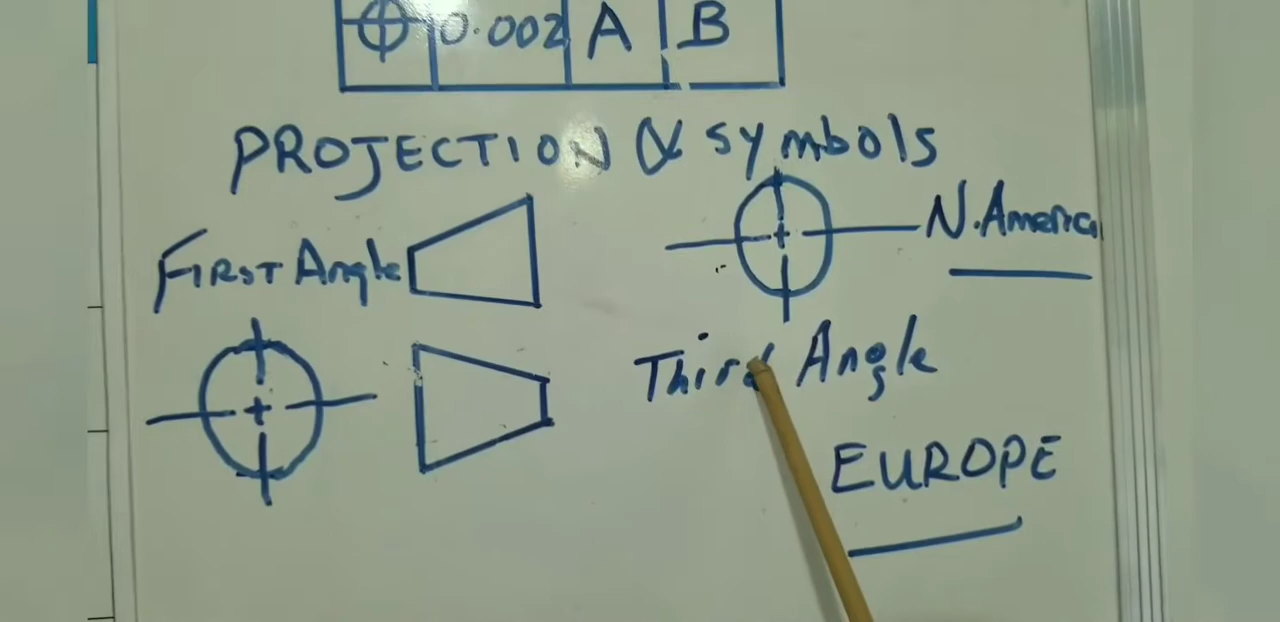 0.002 A B
PROJECTION & symbols
First Angle
N.America
Third Angle
EUROPE